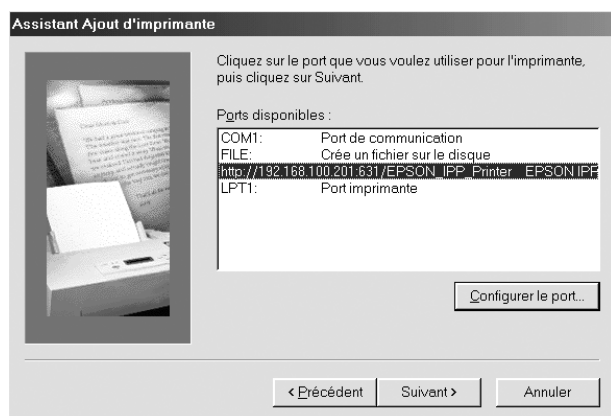 Assistant Ajout d'imprimante
Cliquez sur le port que vous voulez utiliser pour l'imprimante,
puis cliquez sur Suivant.
Ports disponibles :
COM1: Port de communication
FILE: Crée un fichier sur le disque
http://192.168.100.201:631/EPSON_IPP_Printer EPSON IPP
LPT1: Port imprimante
Configurer le port...
< Précédent Suivant > Annuler